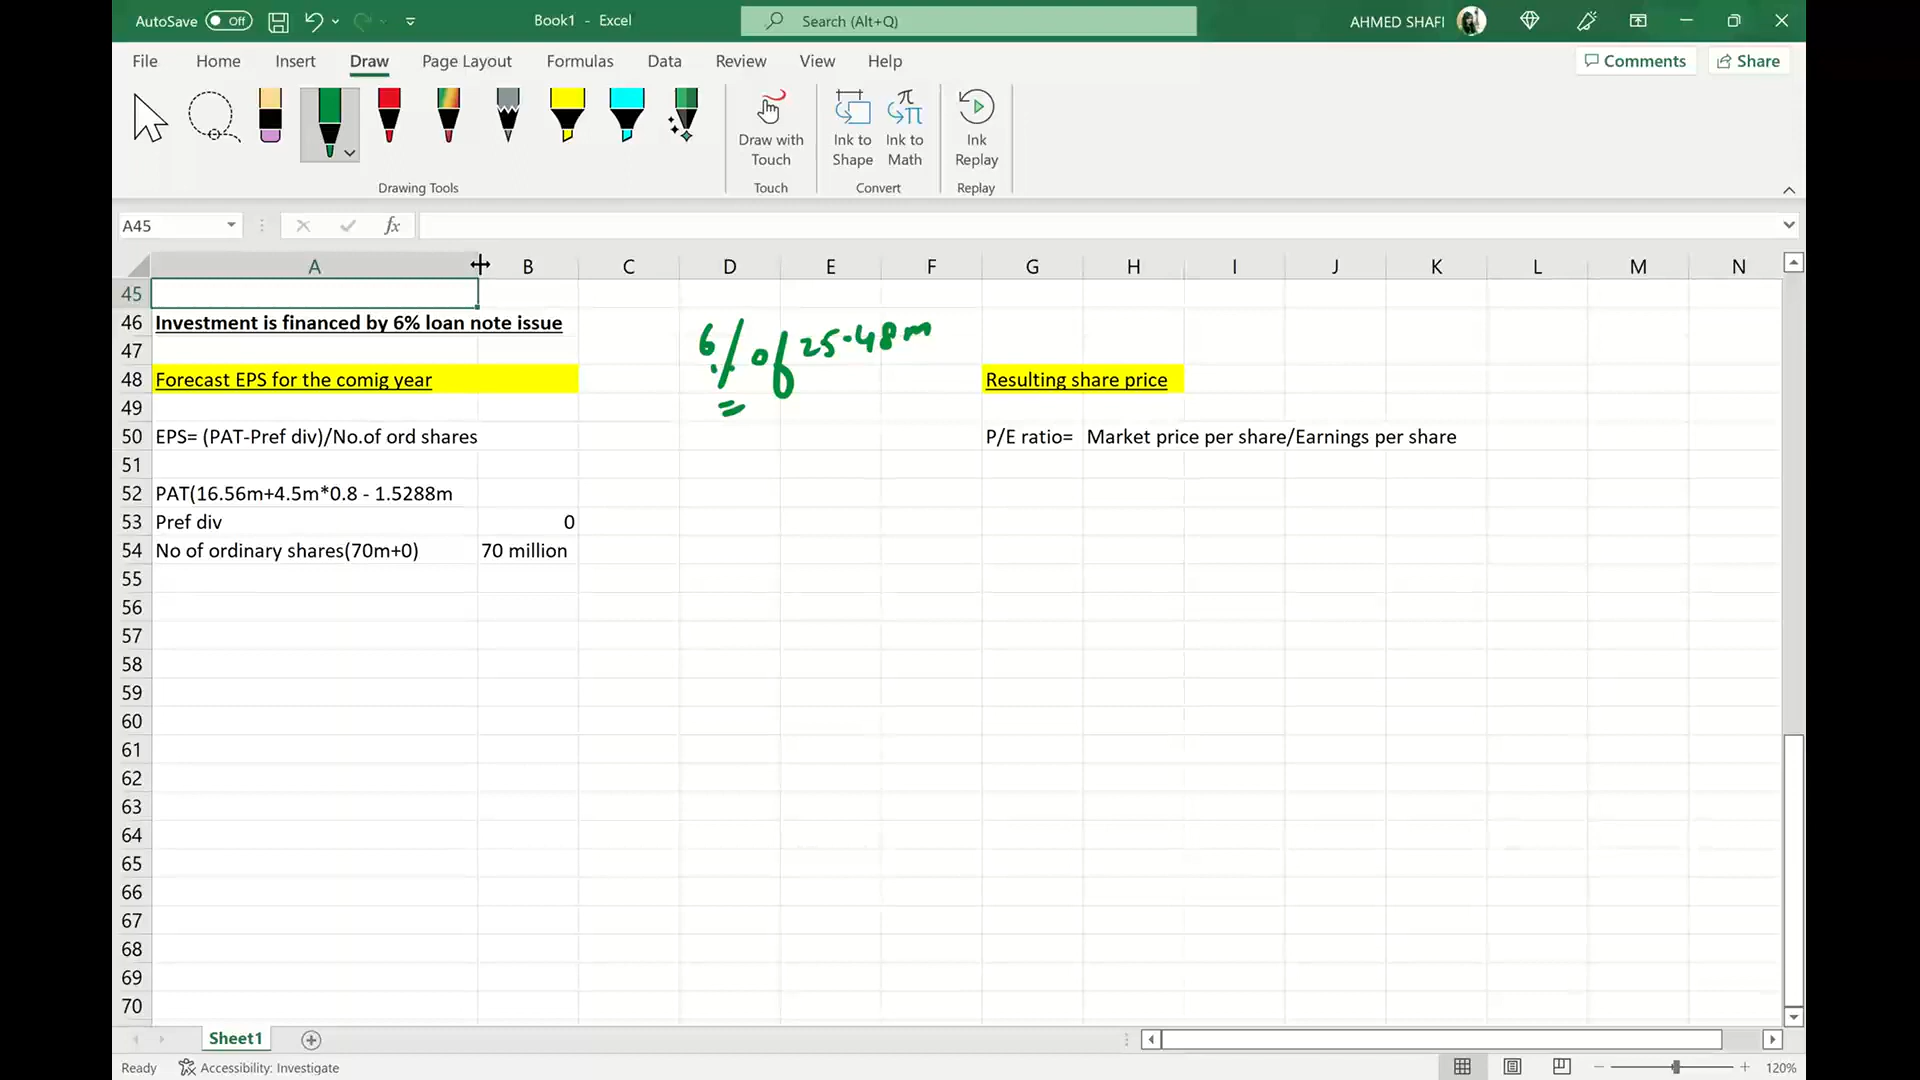 AutoSave Off Book1 - Excel Search (Alt+Q) AHMED SHAFI
File Home Insert Draw Page Layout Formulas Data Review View Help Comments Share
Draw with Touch
Ink to Shape
Ink to Math
Ink Replay
Drawing Tools Touch Convert Replay
A45 fx
A B C D E F G H I J K L M N
45
46 Investment is financed by 6% loan note issue
6% of 25.48m
47
48 Forecast EPS for the comig year Resulting share price
49
50 EPS= (PAT-Pref div)/No.of ord shares P/E ratio= Market price per share/Earnings per share
51
52 PAT(16.56m+4.5m*0.8 - 1.5288m
53 Pref div 0
54 No of ordinary shares(70m+0) 70 million
55
56
57
58
59
60
61
62
63
64
65
66
67
68
69
70
Sheet1
Ready Accessibility: Investigate 120%